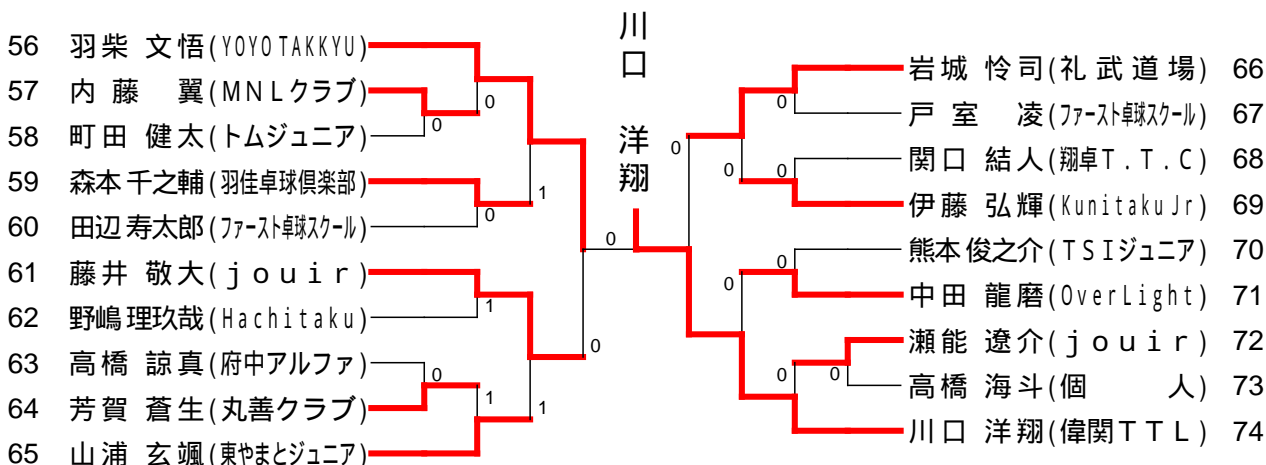 川口 洋翔
56 羽柴 文悟(YOYO TAKKYU)
57 内藤 翼(MNLクラブ)
0
58 町田 健太(トムジュニア)
0
59 森本 千之輔(羽佳卓球倶楽部)
1
60 田辺 寿太郎(ファースト卓球スクール)
0
0
61 藤井 敬大(jouir)
62 野嶋 理玖哉(Hachitaku)
1
63 高橋 諒真(府中アルファ)
0
0
64 芳賀 蒼生(丸善クラブ)
1
1
65 山浦 玄颯(東やまとジュニア)
岩城 怜司(礼武道場) 66
0
戸室 凌(ファースト卓球スクール) 67
0
関口 結人(翔卓T.T.C) 68
0
0
伊藤 弘輝(Kunitaku Jr) 69
熊本 俊之介(TSIジュニア) 70
0
0
中田 龍磨(OverLight) 71
瀬能 遼介(jouir) 72
0
0
高橋 海斗(個 人) 73
川口 洋翔(偉関TTL) 74